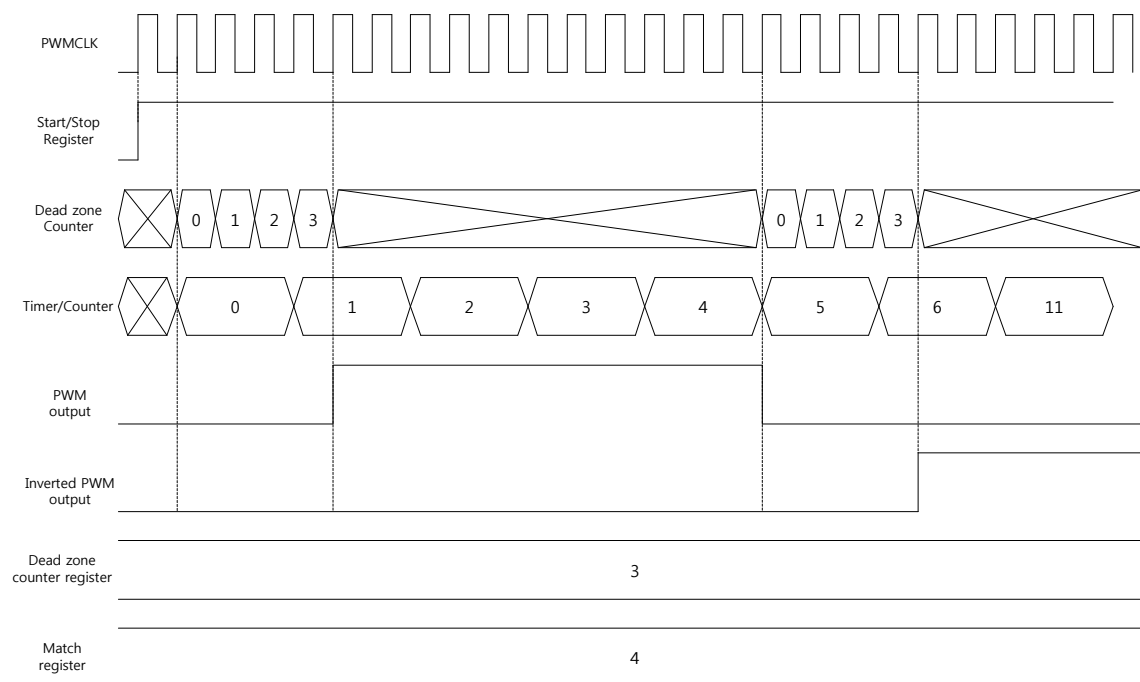 PWMCLK
Start/Stop
Register
Dead zone
Counter
0 1 2 3 0 1 2 3
Timer/Counter
0 1 2 3 4 5 6 11
PWM
output
Inverted PWM
output
Dead zone
counter register
3
Match
register
4